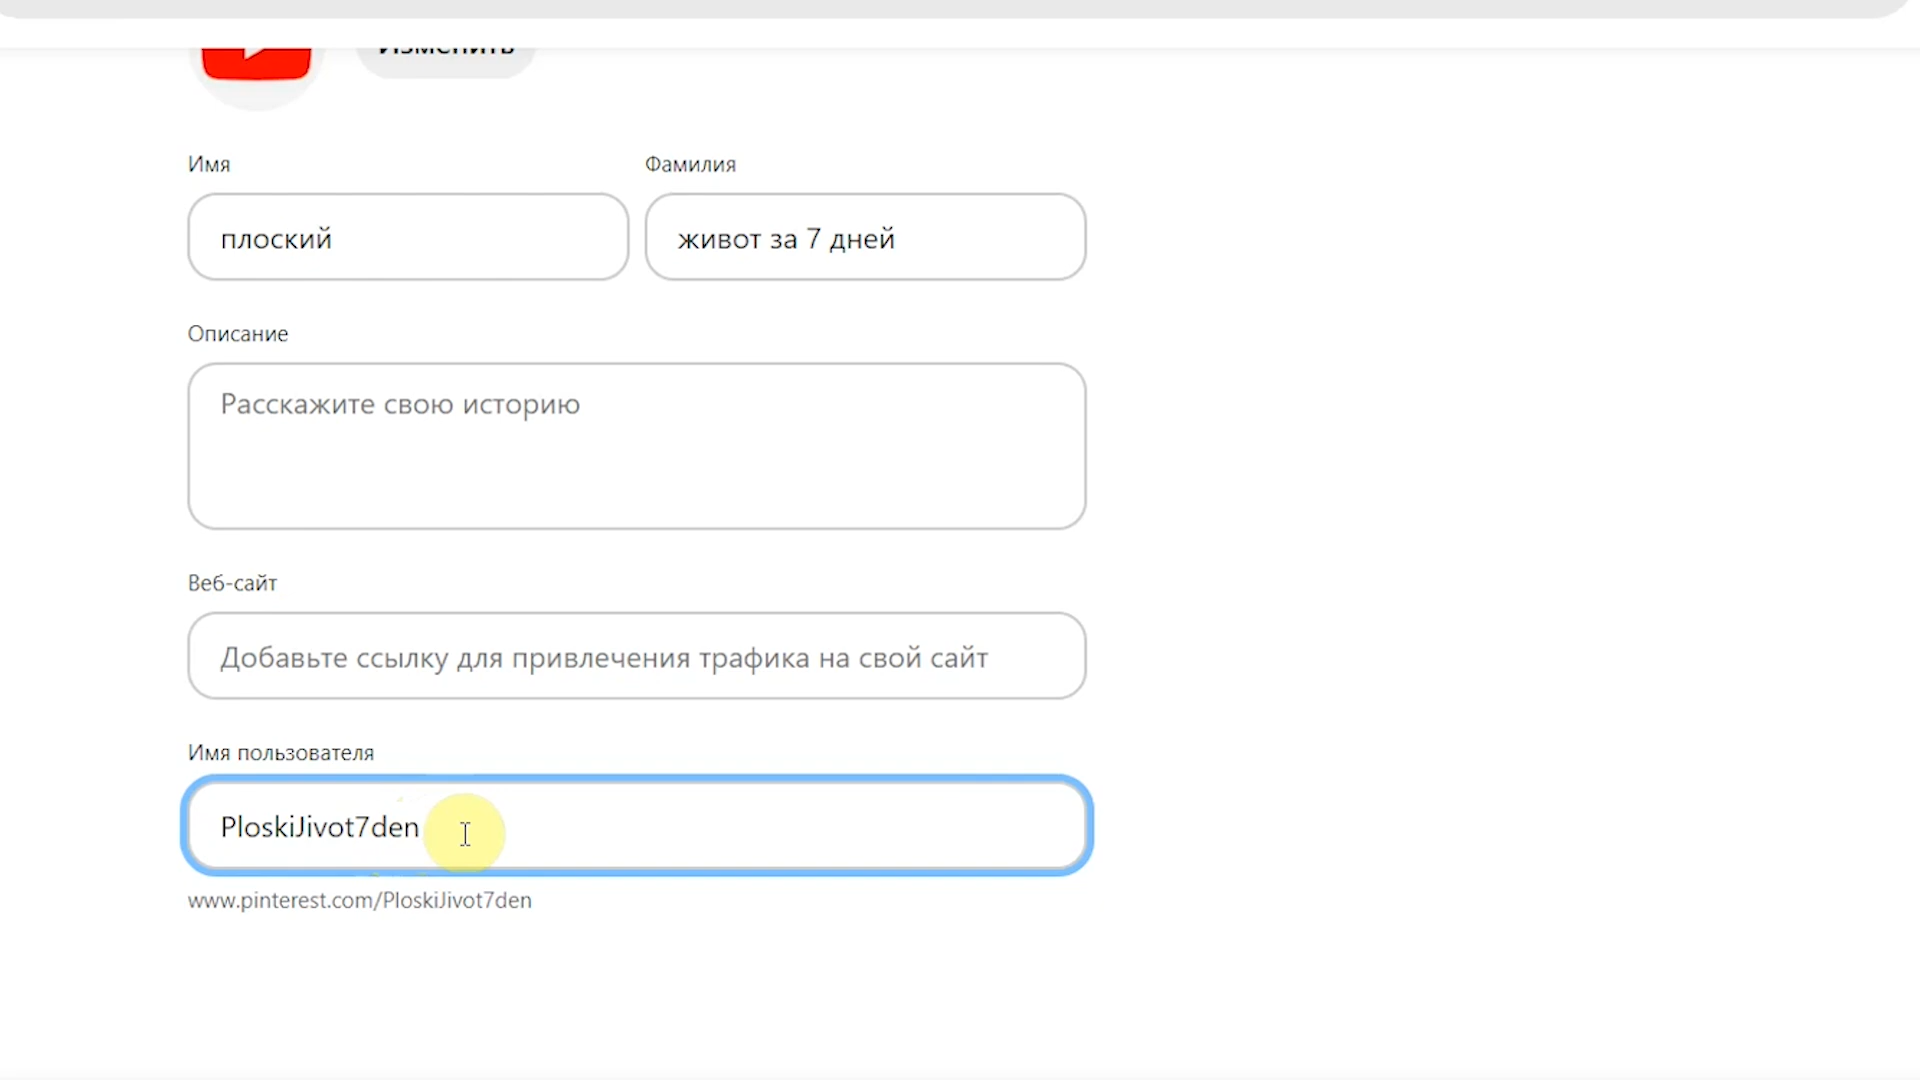 Изменить
Имя
Фамилия
плоский
живот за 7 дней
Описание
Расскажите свою историю
Веб-сайт
Добавьте ссылку для привлечения трафика на свой сайт
Имя пользователя
PloskiJivot7den
www.pinterest.com/PloskiJivot7den